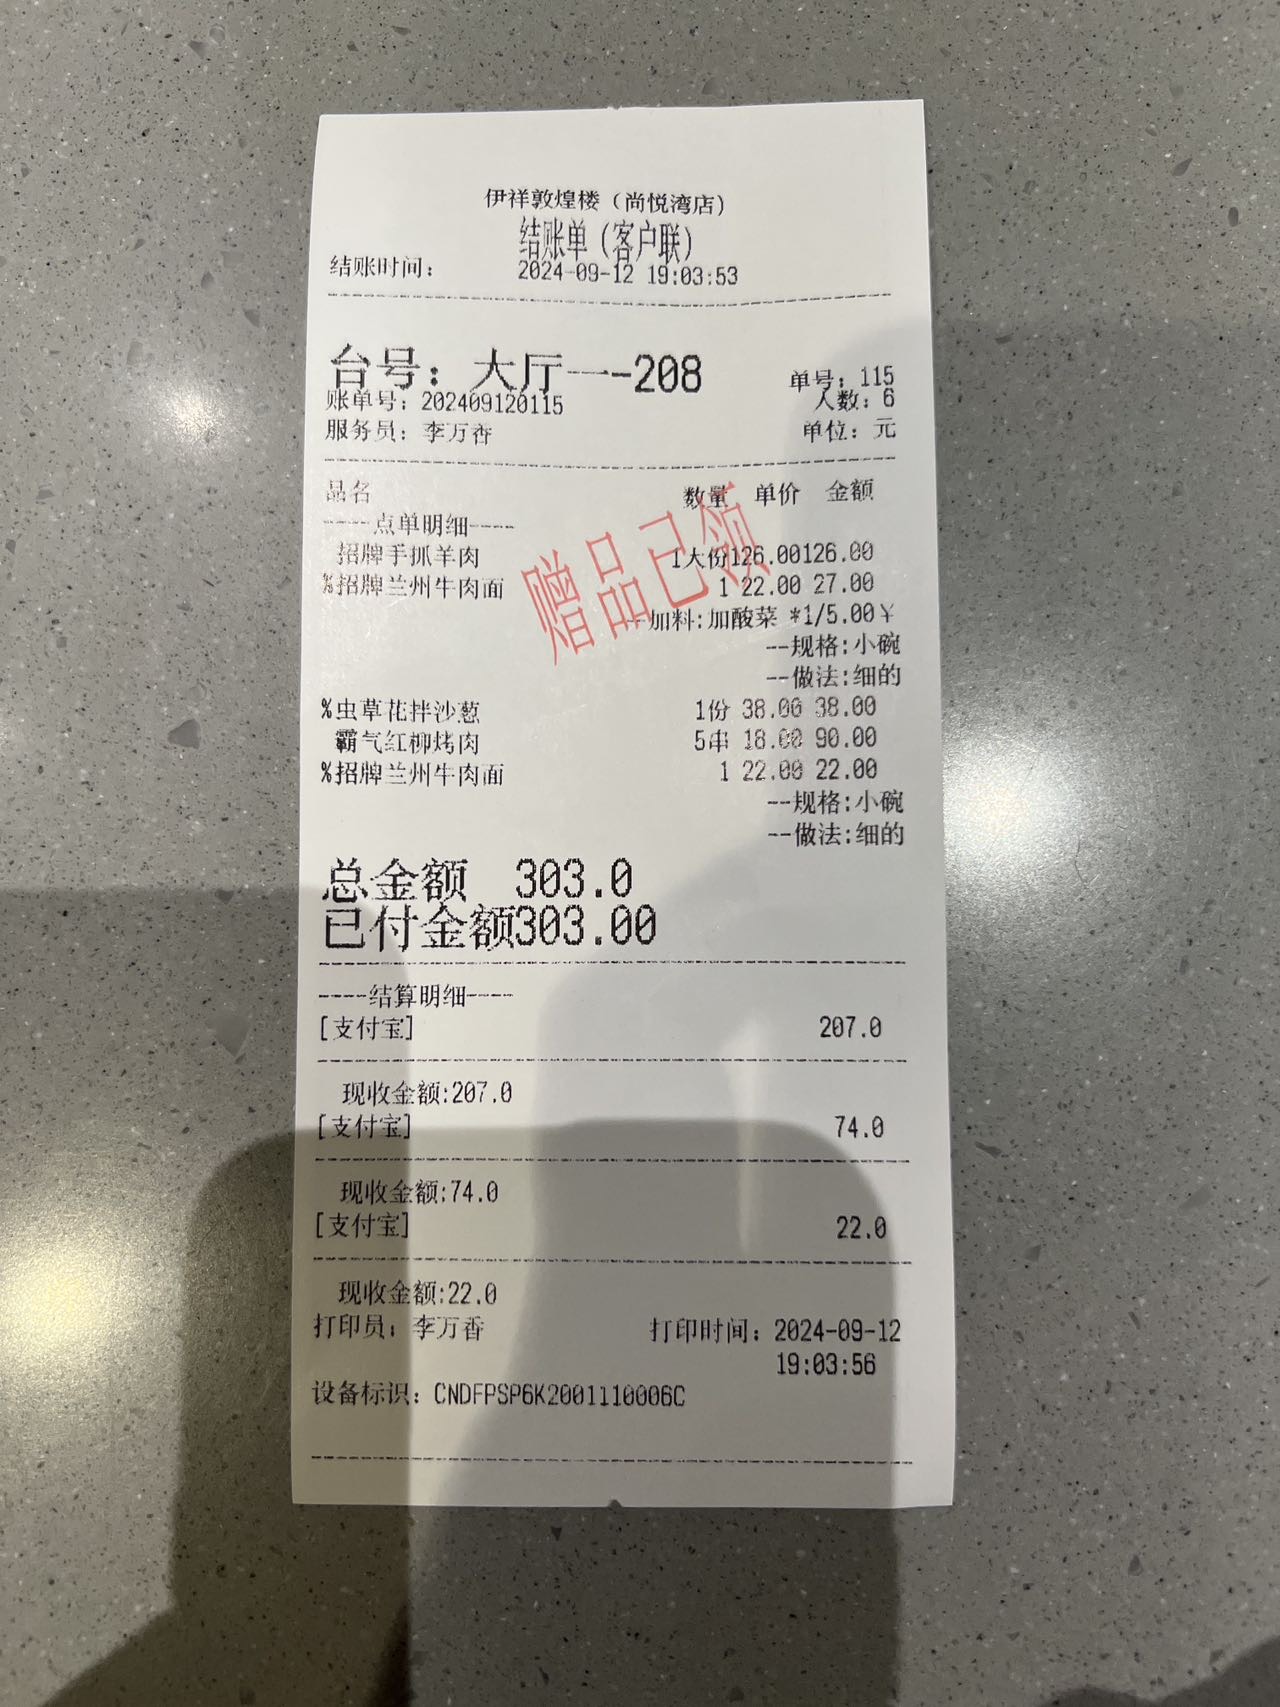 伊祥敦煌楼（尚悦湾店）
结账单（客户联）
结账时间： 2024-09-12 19:03:53
台号：大厅一-208
单号：115
账单号：202409120115 人数：6
服务员：李万香 单位：元
品名 数量 单价 金额
----点单明细----
招牌手抓羊肉 1大份126.00126.00
%招牌兰州牛肉面 1 22.00 27.00
--加料:加酸菜 *1/5.00￥
--规格:小碗
--做法:细的
%虫草花拌沙葱 1份 38.00 38.00
霸气红柳烤肉 5串 18.00 90.00
%招牌兰州牛肉面 1 22.00 22.00
--规格:小碗
--做法:细的
赠品已领
总金额 303.0
已付金额303.00
----结算明细----
[支付宝] 207.0
现收金额:207.0
[支付宝] 74.0
现收金额:74.0
[支付宝] 22.0
现收金额:22.0
打印员：李万香 打印时间：2024-09-12
19:03:56
设备标识：CNDFPSP6K2001110006C